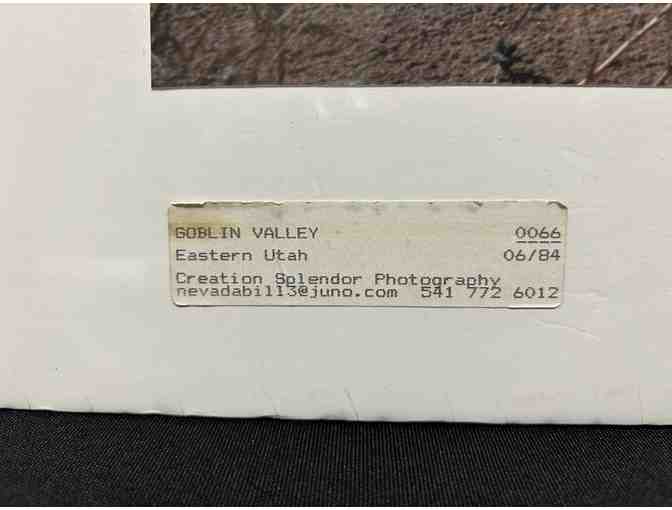 GOBLIN VALLEY 0066
Eastern Utah 06/84
Creation Splendor Photography
nevadabill3@juno.com 541 772 6012